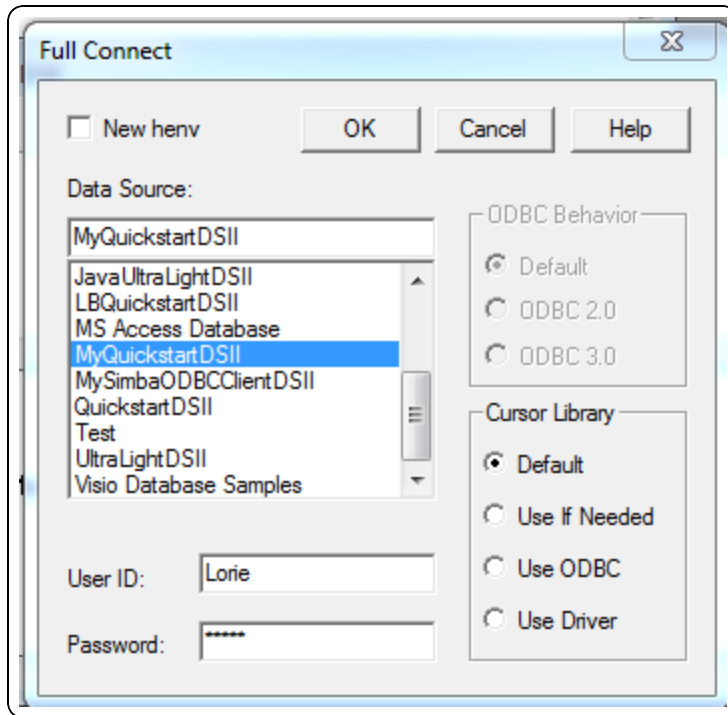 Full Connect
New henv
OK
Cancel
Help
Data Source:
MyQuickstartDSII
JavaUltraLightDSII
LBQuickstartDSII
MS Access Database
MyQuickstartDSII
MySimbaODBCClientDSII
QuickstartDSII
Test
UltraLightDSII
Visio Database Samples
ODBC Behavior
Default
ODBC 2.0
ODBC 3.0
Cursor Library
Default
Use If Needed
Use ODBC
Use Driver
User ID:
Lorie
Password:
*****